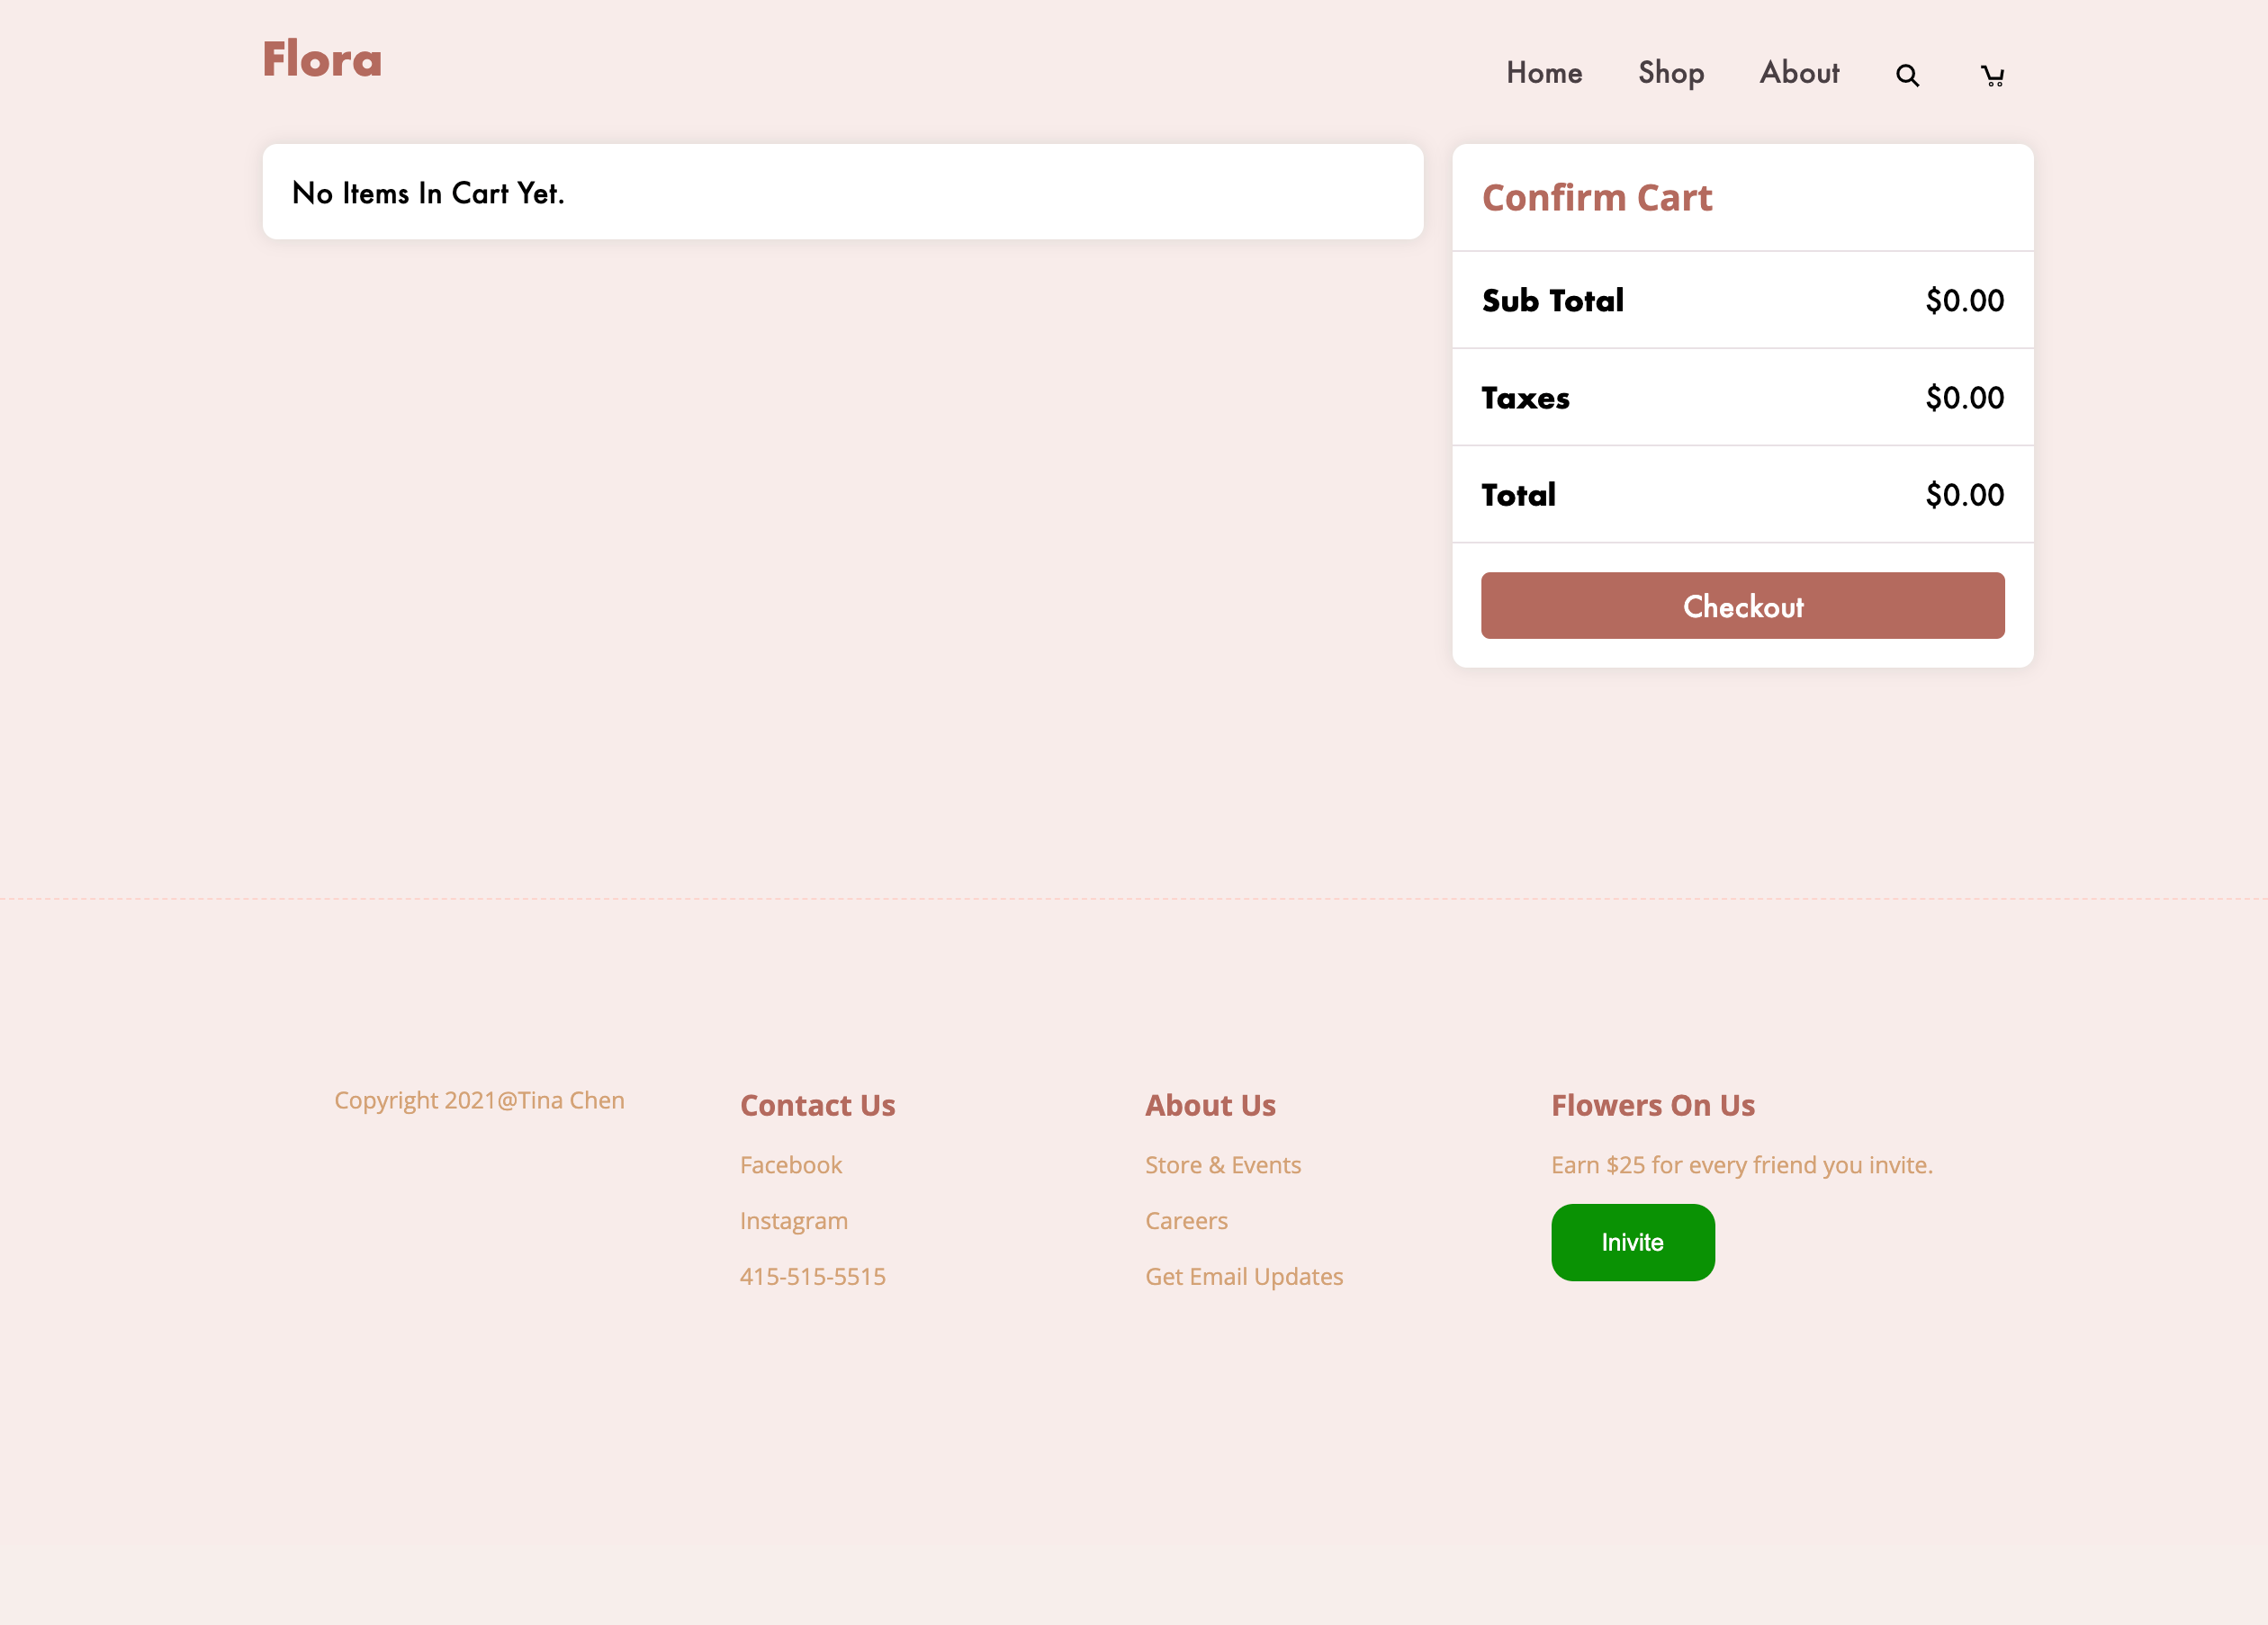 Flora
Home Shop About
No Items In Cart Yet.
Confirm Cart
Sub Total $0.00
Taxes $0.00
Total $0.00
Checkout
Copyright 2021@Tina Chen
Contact Us
Facebook
Instagram
415-515-5515
About Us
Store & Events
Careers
Get Email Updates
Flowers On Us
Earn $25 for every friend you invite.
Inivite